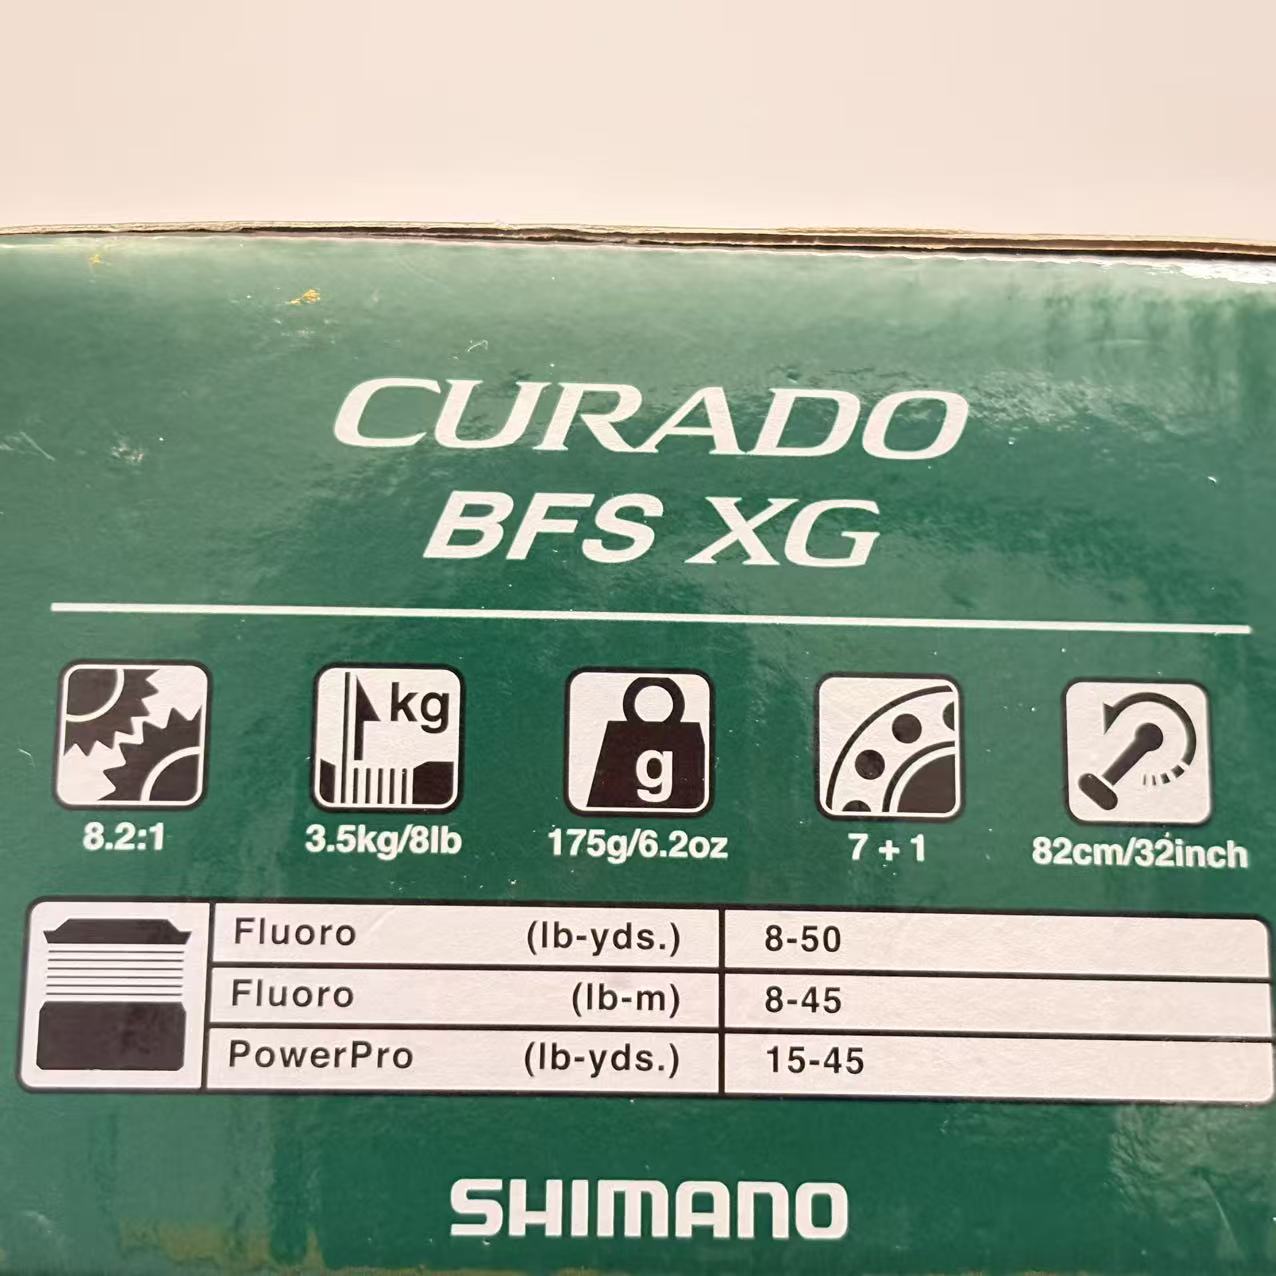 CURADO
BFS XG
kg
g
8.2:1 3.5kg/8lb 175g/6.2oz 7+1 82cm/32inch
Fluoro (lb-yds.) 8-50
Fluoro (lb-m) 8-45
PowerPro (lb-yds.) 15-45
SHIMANO